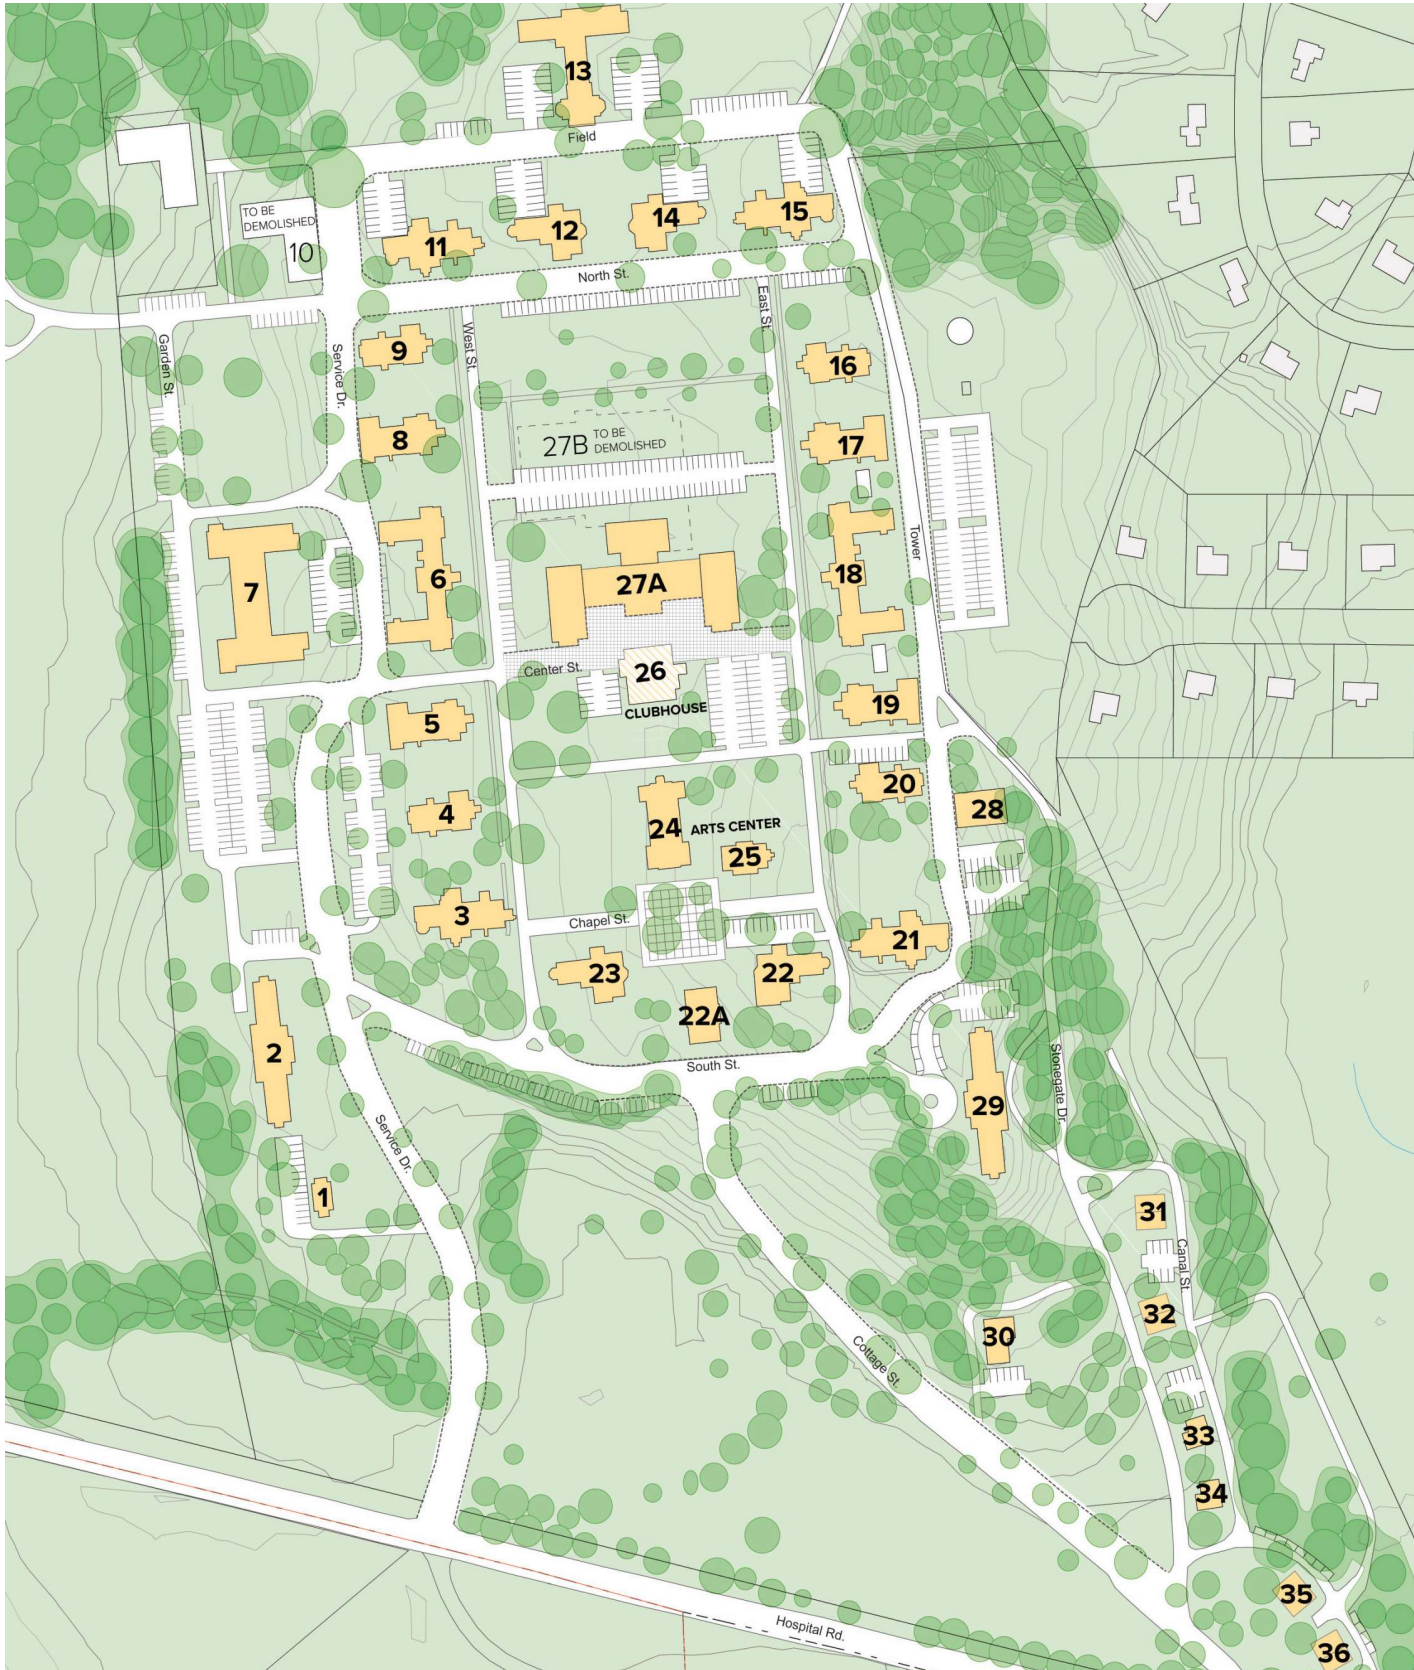 13
Field
TO BE
DEMOLISHED
10
11
12
14
15
North St.
East St.
West St.
Garden St.
Service Dr.
9
16
8
27B
TO BE
DEMOLISHED
17
Tower
7
6
27A
18
Center St.
26
CLUBHOUSE
5
19
20
4
24
ARTS CENTER
25
28
3
Chapel St.
21
23
22
22A
2
South St.
29
Stonegate Dr.
Service Dr.
1
31
Canal St
32
30
Cottage St.
33
34
35
Hospital Rd.
36